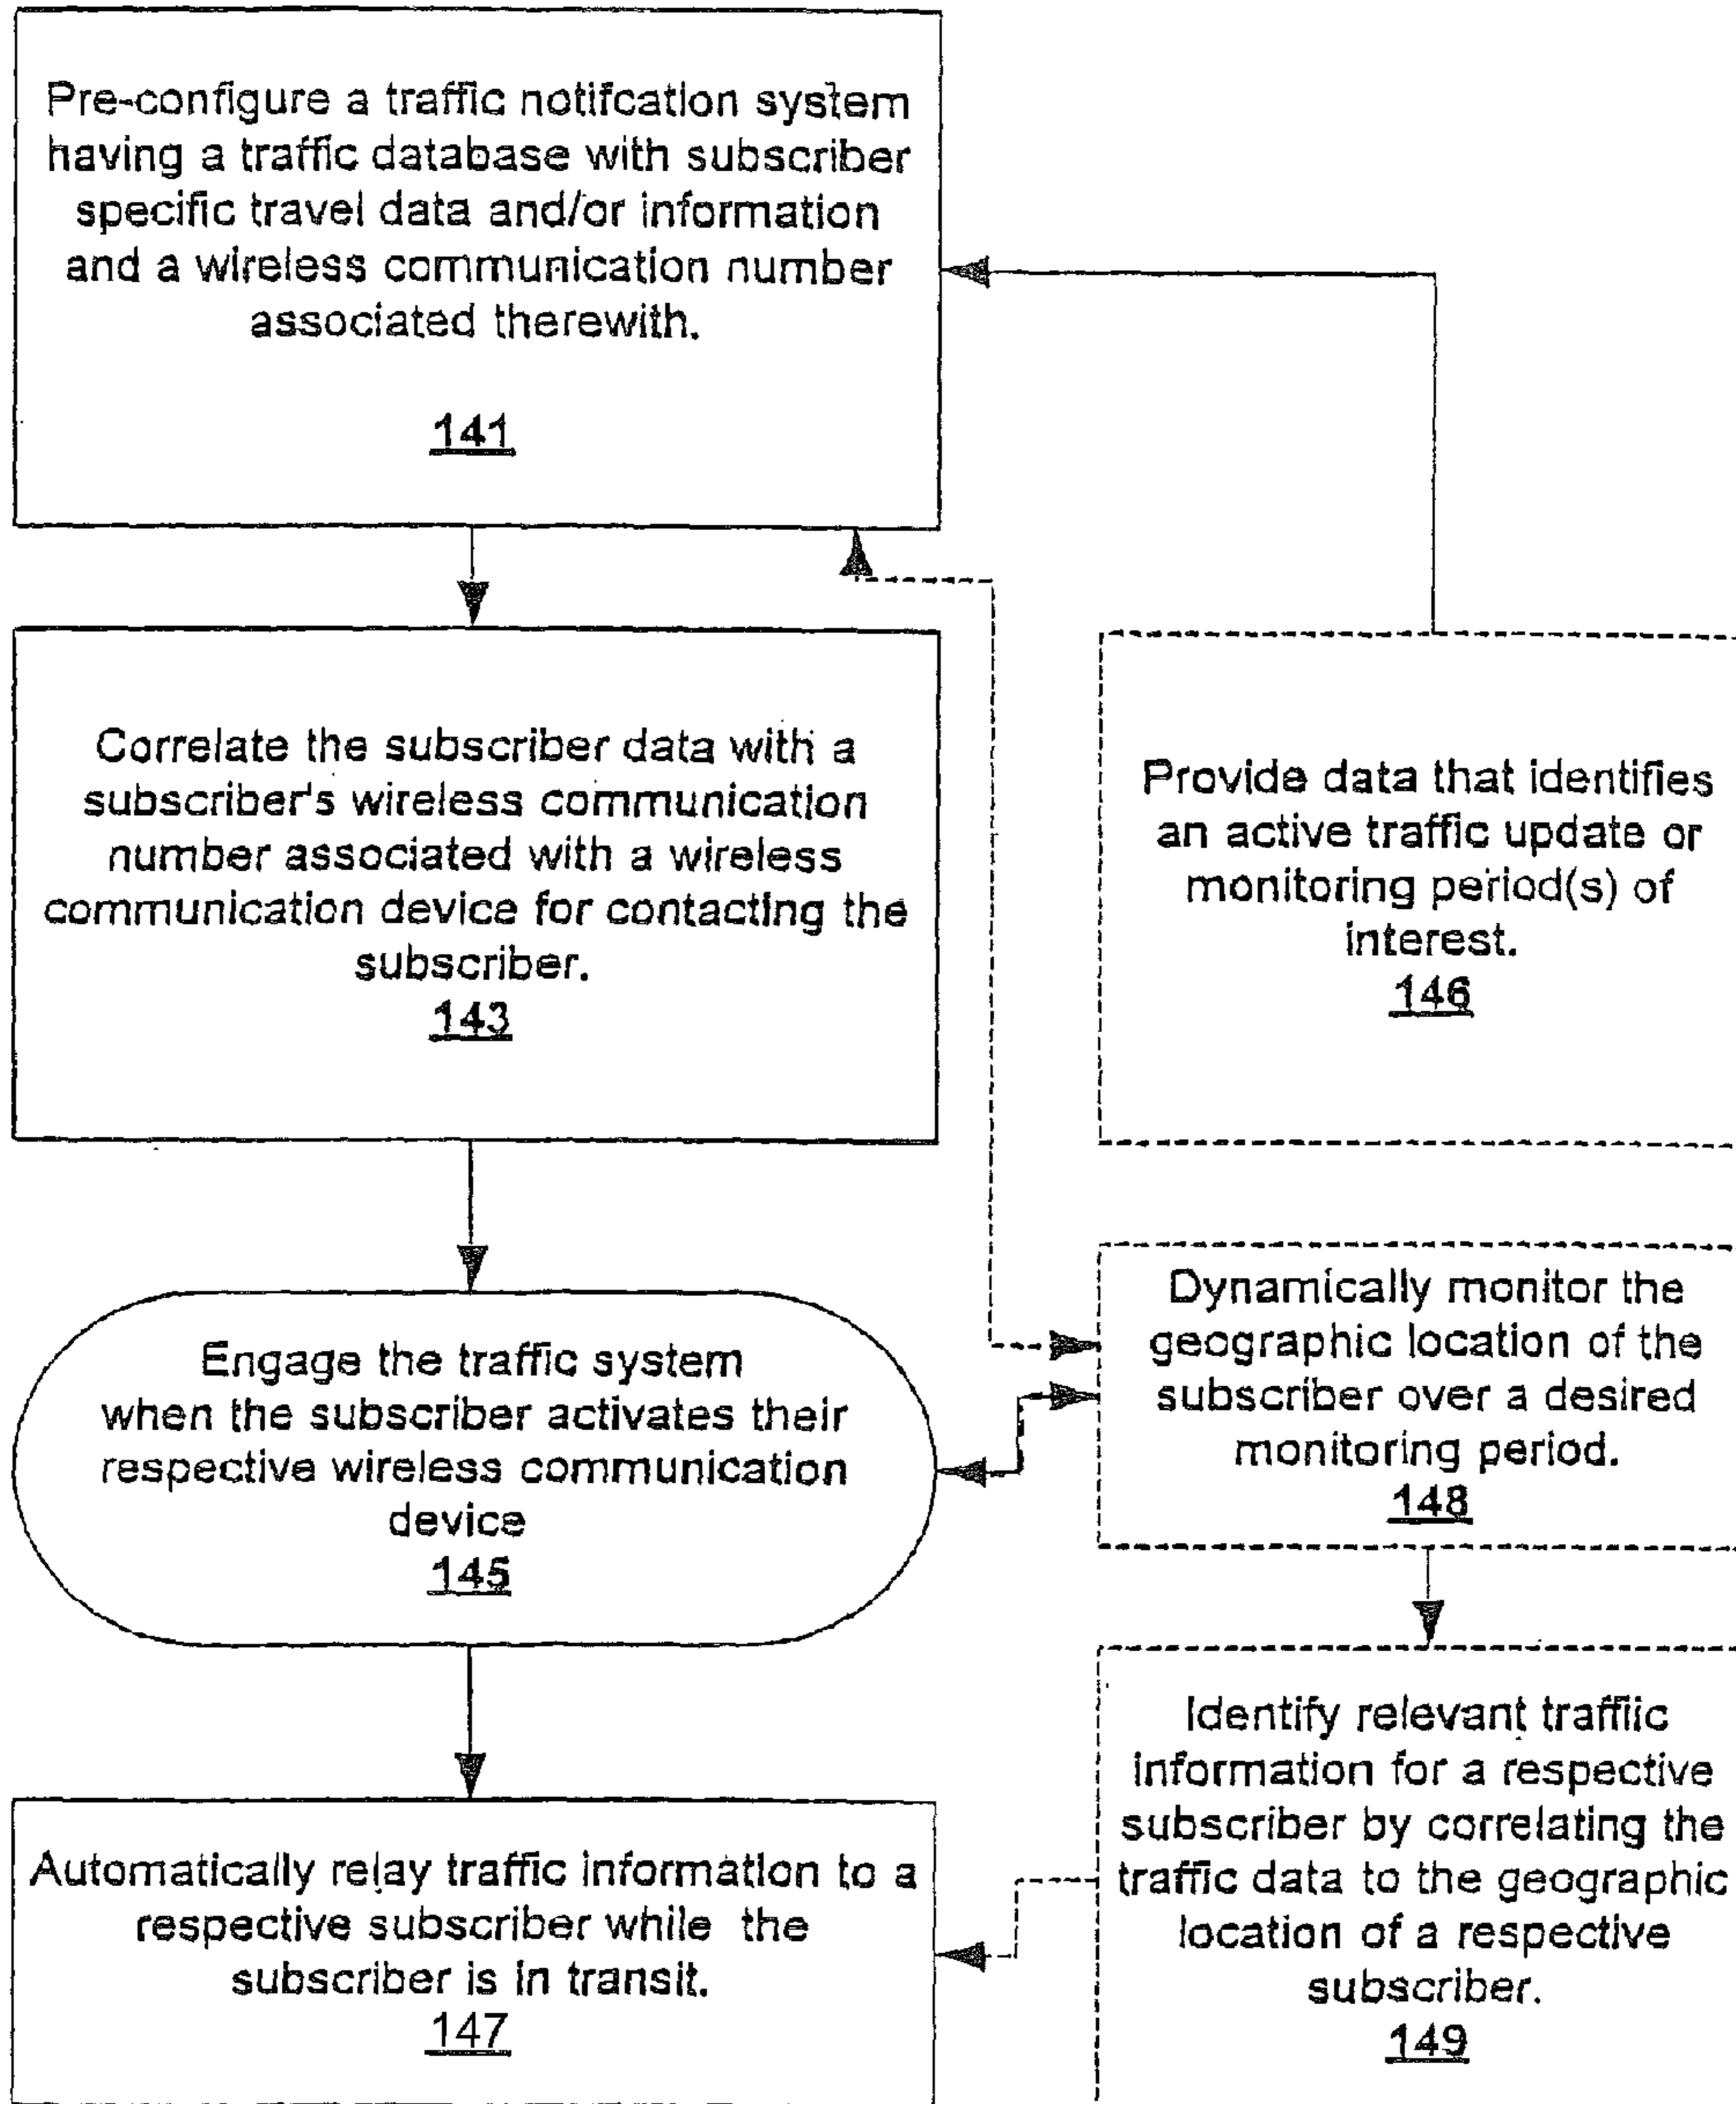 Pre-configure a traffic notifcation system
having a traffic database with subscriber
specific travel data and/or information
and a wireless communication number
associated therewith.
141
Correlate the subscriber data with a
subscriber's wireless communication
number associated with a wireless
communication device for contacting the
subscriber.
143
Provide data that identifies
an active traffic update or
monitoring period(s) of
interest.
146
Engage the traffic system
when the subscriber activates their
respective wireless communication
device
145
Dynamically monitor the
geographic location of the
subscriber over a desired
monitoring period.
148
Automatically relay traffic information to a
respective subscriber while the
subscriber is in transit.
147
Identify relevant traffiic
information for a respective
subscriber by correlating the
traffic data to the geographic
location of a respective
subscriber.
149